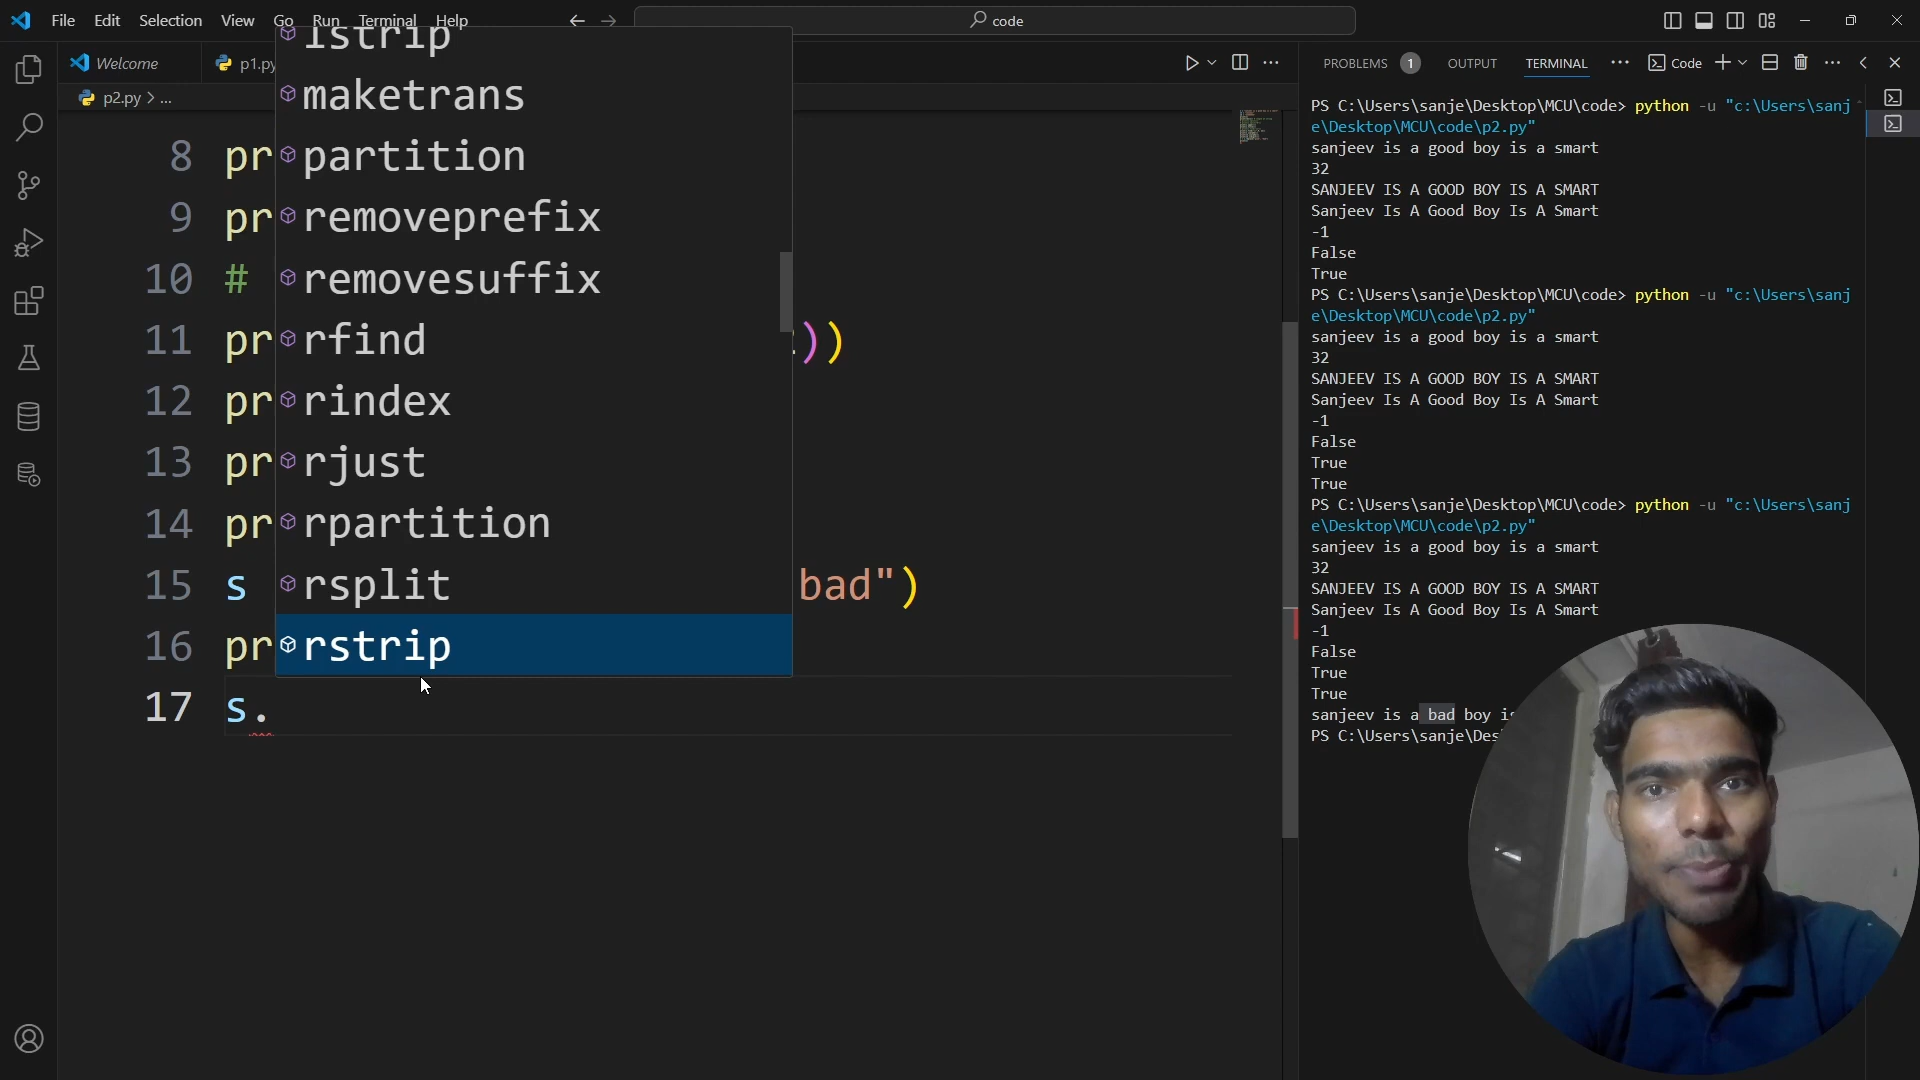 File Edit Selection View Go Run Terminal Help
code
Welcome
p1.py
p2.py > ...
lstrip
maketrans
8 pr partition
9 pr removeprefix
10 # removesuffix
11 pr rfind ))
12 pr rindex
13 pr rjust
14 pr rpartition
15 s rsplit bad")
16 pr rstrip
17 s.
PROBLEMS 1 OUTPUT TERMINAL ... Code
PS C:\Users\sanje\Desktop\MCU\code> python -u "c:\Users\sanj
e\Desktop\MCU\code\p2.py"
sanjeev is a good boy is a smart
32
SANJEEV IS A GOOD BOY IS A SMART
Sanjeev Is A Good Boy Is A Smart
-1
False
True
PS C:\Users\sanje\Desktop\MCU\code> python -u "c:\Users\sanj
e\Desktop\MCU\code\p2.py"
sanjeev is a good boy is a smart
32
SANJEEV IS A GOOD BOY IS A SMART
Sanjeev Is A Good Boy Is A Smart
-1
False
True
True
PS C:\Users\sanje\Desktop\MCU\code> python -u "c:\Users\sanj
e\Desktop\MCU\code\p2.py"
sanjeev is a good boy is a smart
32
SANJEEV IS A GOOD BOY IS A SMART
Sanjeev Is A Good Boy Is A Smart
-1
False
True
True
sanjeev is a bad boy is
PS C:\Users\sanje\Des